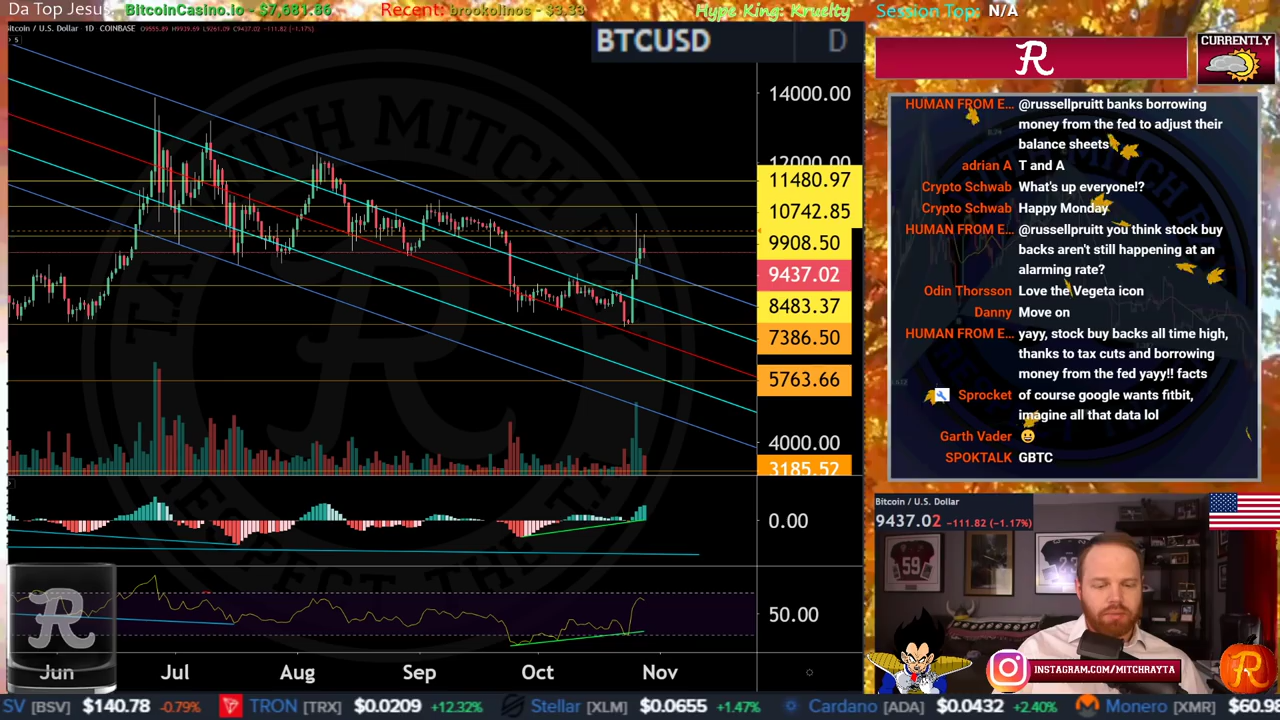 Da Top Jesus
BitcoinCasino.io - $7,681.86
Recent: brookolinos - $3.33
Hype King: Kruelty
Session Top: N/A
Bitcoin / U.S. Dollar 1D COINBASE
BTCUSD D
14000.00
12000.00
11480.97
10742.85
9908.50
9437.02
8483.37
7386.50
5763.66
4000.00
3185.52
0.00
50.00
Jun Jul Aug Sep Oct Nov
R
CURRENTLY
HUMAN FROM E... @russellpruitt banks borrowing
money from the fed to adjust their
balance sheets
adrian A T and A
Crypto Schwab What's up everyone!?
Crypto Schwab Happy Monday
HUMAN FROM E... @russellpruitt you think stock buy
backs aren't still happening at an
alarming rate?
Odin Thorsson Love the Vegeta icon
Danny Move on
HUMAN FROM E... yayy, stock buy backs all time high,
thanks to tax cuts and borrowing
money from the fed yayy!! facts
Sprocket of course google wants fitbit,
imagine all that data lol
Garth Vader 😃
SPOKTALK GBTC
Bitcoin / U.S. Dollar
9437.02 -111.82 (-1.17%)
59
23
INSTAGRAM.COM/MITCHRAYTA
R
SV [BSV] $140.78 -0.79% TRON [TRX] $0.0209 +12.32% Stellar [XLM] $0.0655 +1.47% Cardano [ADA] $0.0432 +2.40% Monero [XMR] $60.98